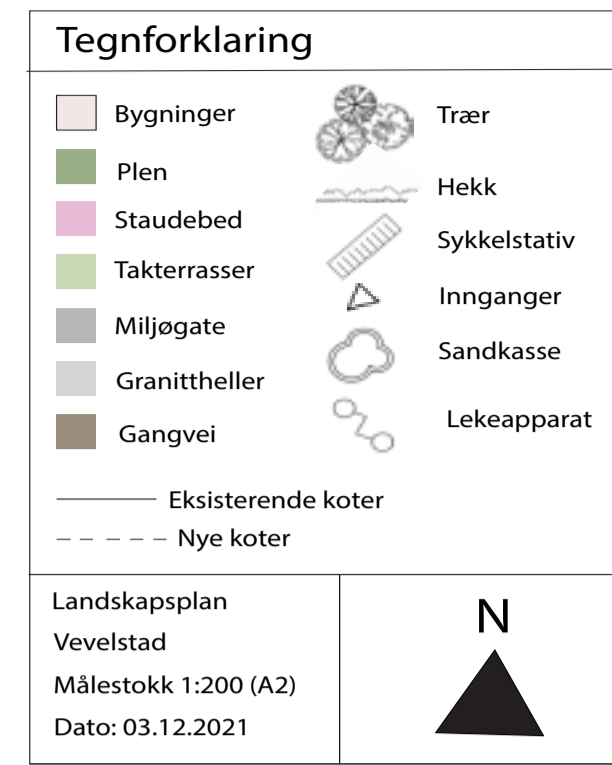 Tegnforklaring
Bygninger
Plen
Staudebed
Takterrasser
Miljøgate
Granittheller
Gangvei
Trær
Hekk
Sykkelstativ
Innganger
Sandkasse
Lekeapparat
Eksisterende koter
Nye koter
Landskapsplan
Vevelstad
Målestokk 1:200 (A2)
Dato: 03.12.2021
N